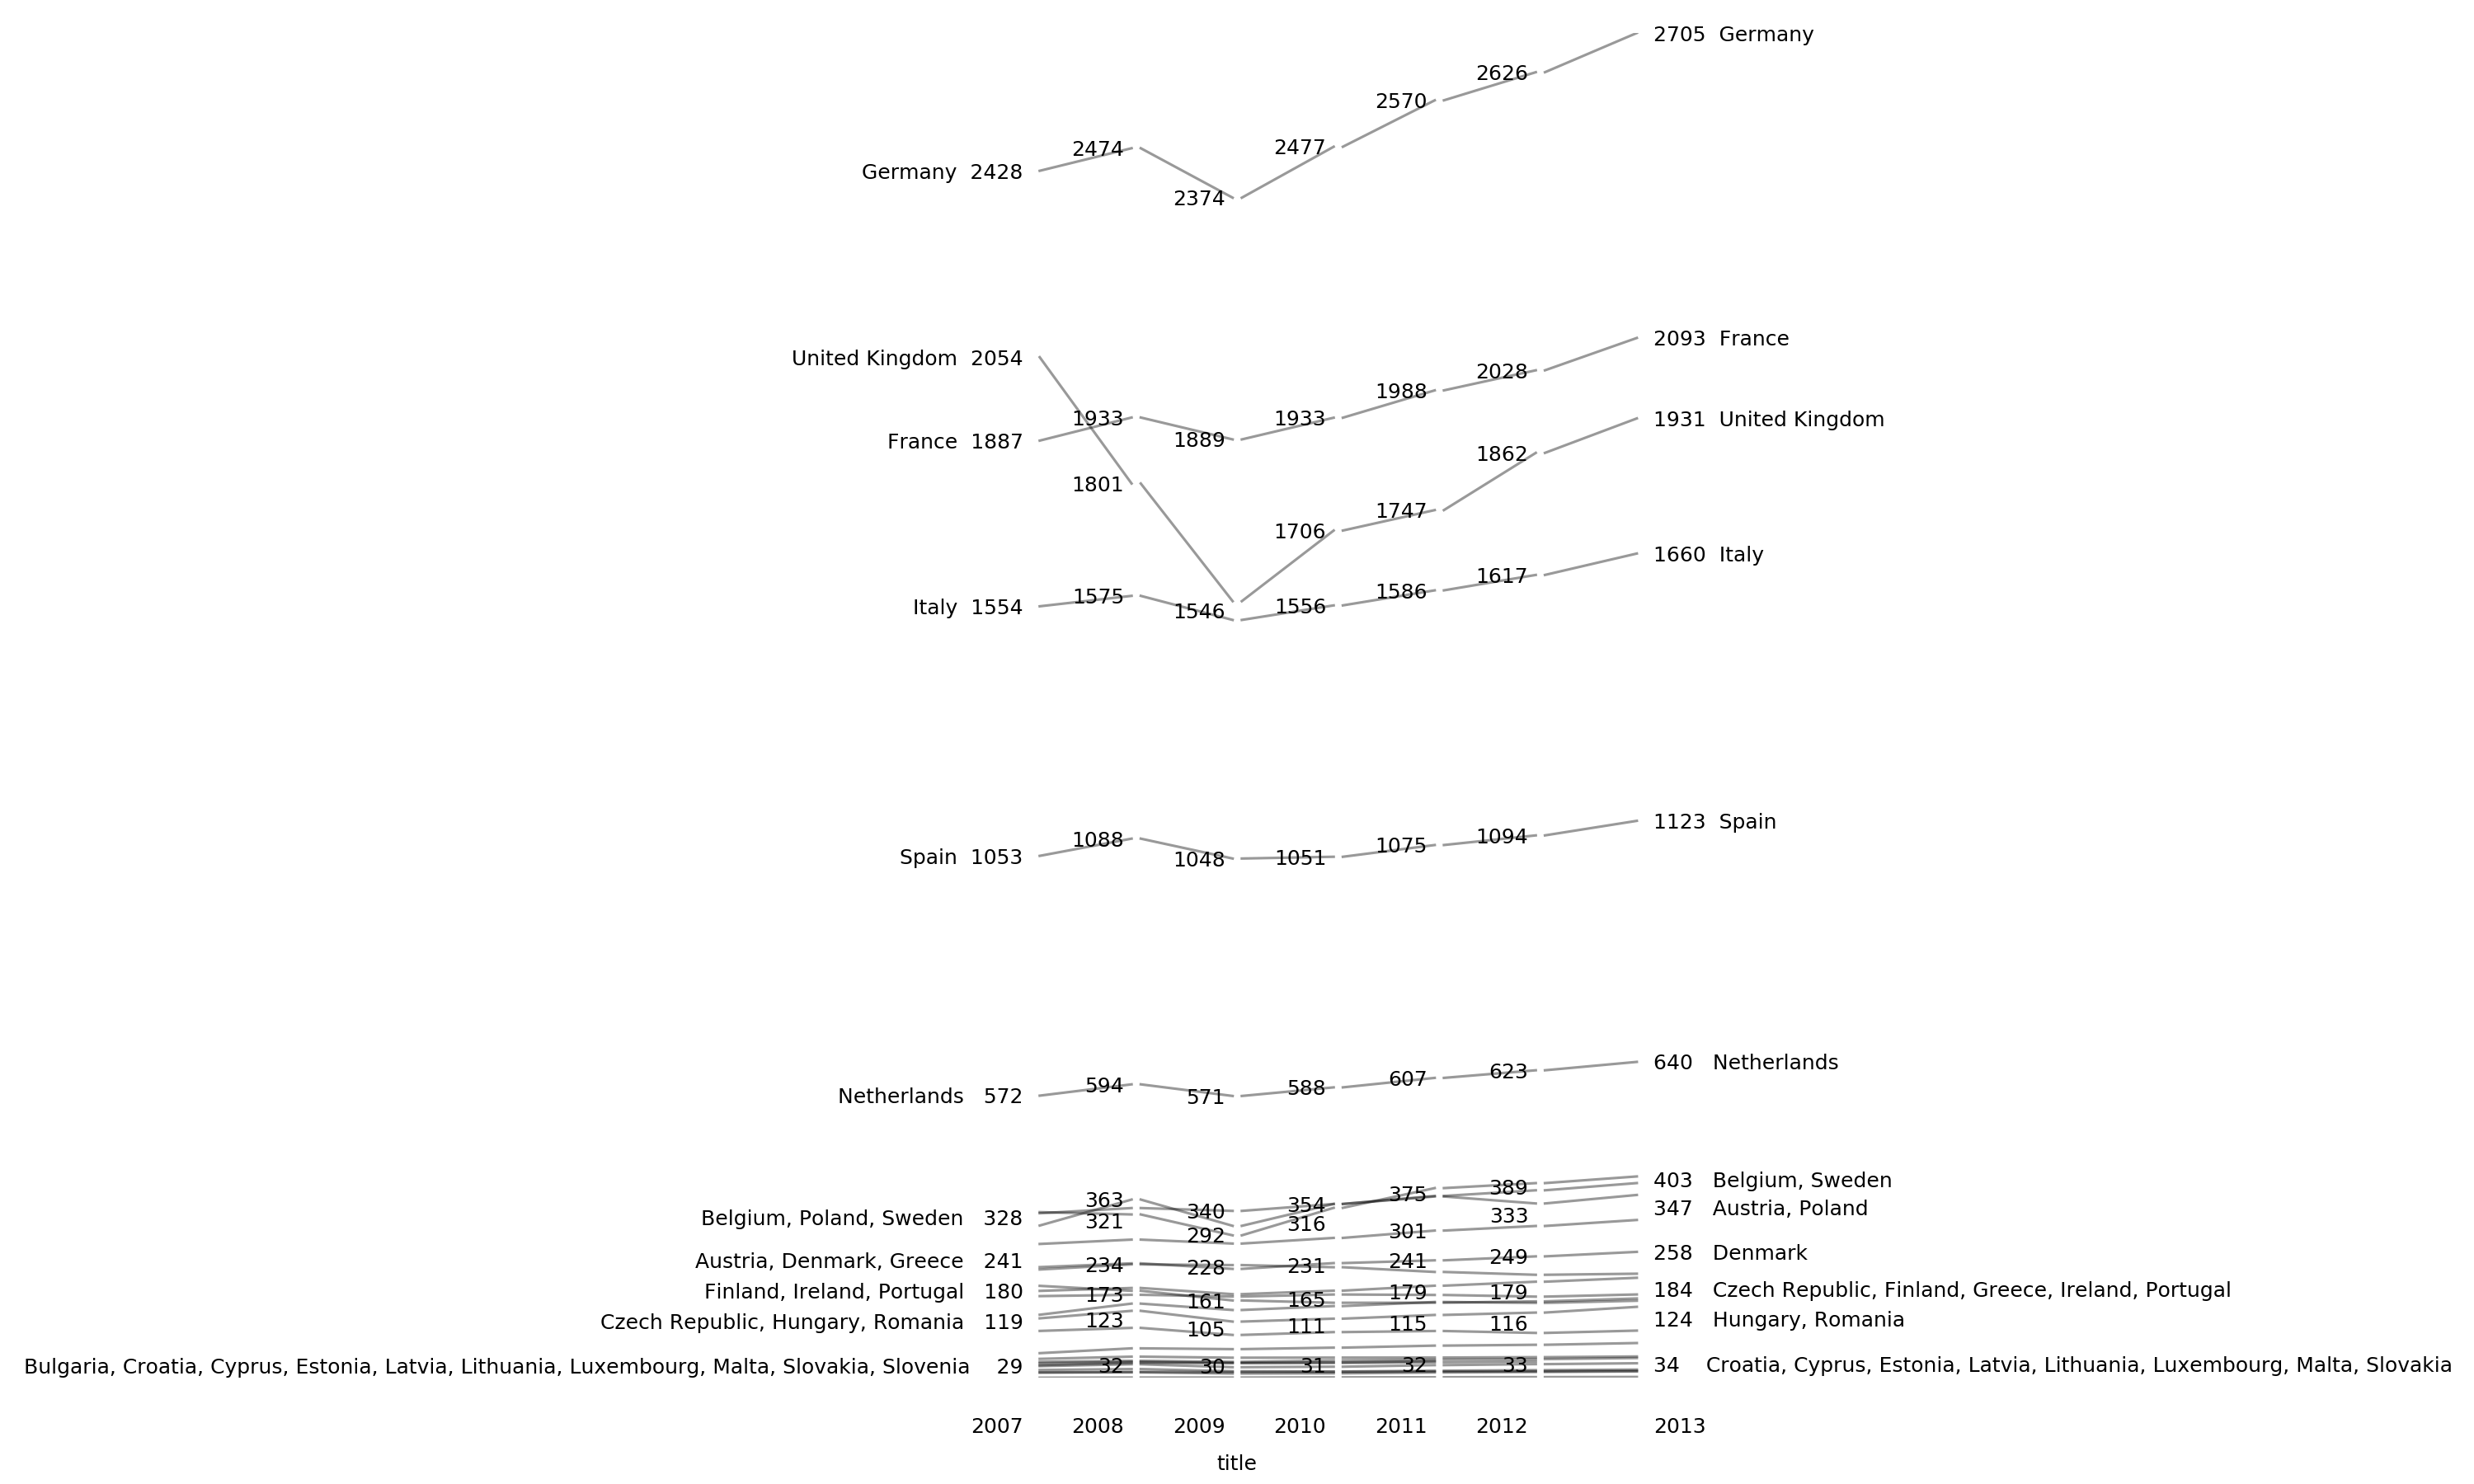 2705 Germany
2626
2570
2474
2477
Germany 2428
2374
2093 France
United Kingdom 2054
2028
1988
1933
1933
1931 United Kingdom
France 1887
1889
1862
1801
1747
1706
1660 Italy
1617
1586
1575
Italy 1554
1546
1556
1123 Spain
1094
1088
1075
Spain 1053
1048
1051
640 Netherlands
623
607
594
588
Netherlands 572
571
403 Belgium, Sweden
389
375
363
354
340
347 Austria, Poland
333
Belgium, Poland, Sweden 328
321
316
301
292
258 Denmark
249
Austria, Denmark, Greece 241
234
228
231
241
184 Czech Republic, Finland, Greece, Ireland, Portugal
Finland, Ireland, Portugal 180
173
161
165
179
179
124 Hungary, Romania
Czech Republic, Hungary, Romania 119
123
105
111
115
116
Bulgaria, Croatia, Cyprus, Estonia, Latvia, Lithuania, Luxembourg, Malta, Slovakia, Slovenia 29
32
30
31
32
33
34 Croatia, Cyprus, Estonia, Latvia, Lithuania, Luxembourg, Malta, Slovakia
2007 2008 2009 2010 2011 2012 2013
title